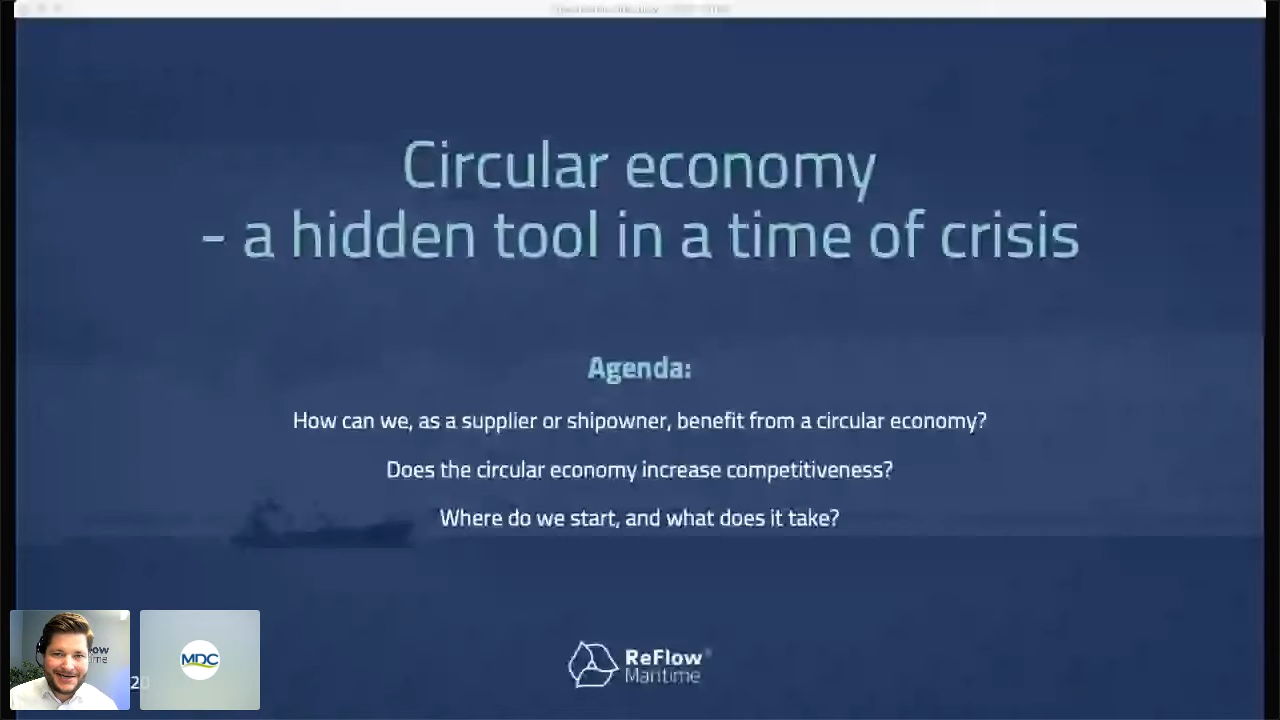 Circular economy
- a hidden tool in a time of crisis
Agenda:
How can we, as a supplier or shipowner, benefit from a circular economy?
Does the circular economy increase competitiveness?
Where do we start, and what does it take?
20
MDC
ReFlow®
Maritime